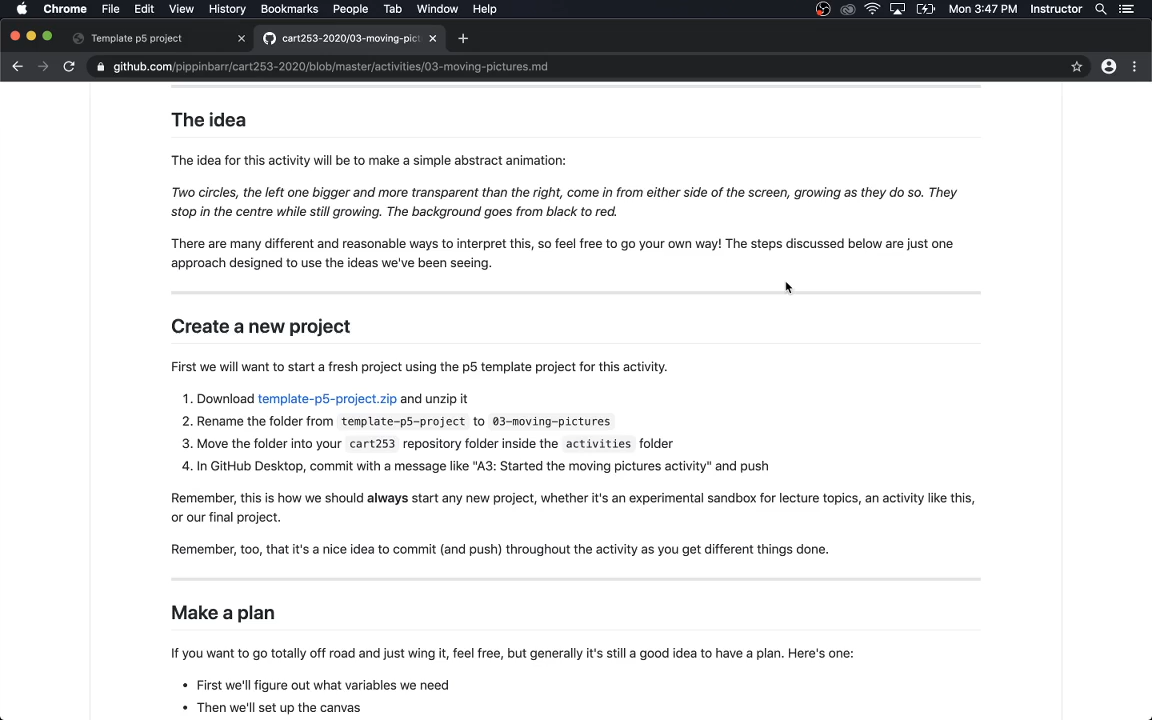 Chrome File Edit View History Bookmarks People Tab Window Help Mon 3:47 PM Instructor
Template p5 project
cart253-2020/03-moving-pict
github.com/pippinbarr/cart253-2020/blob/master/activities/03-moving-pictures.md
The idea
The idea for this activity will be to make a simple abstract animation:
Two circles, the left one bigger and more transparent than the right, come in from either side of the screen, growing as they do so. They
stop in the centre while still growing. The background goes from black to red.
There are many different and reasonable ways to interpret this, so feel free to go your own way! The steps discussed below are just one
approach designed to use the ideas we've been seeing.
Create a new project
First we will want to start a fresh project using the p5 template project for this activity.
1. Download template-p5-project.zip and unzip it
2. Rename the folder from template-p5-project to 03-moving-pictures
3. Move the folder into your cart253 repository folder inside the activities folder
4. In GitHub Desktop, commit with a message like "A3: Started the moving pictures activity" and push
Remember, this is how we should always start any new project, whether it's an experimental sandbox for lecture topics, an activity like this,
or our final project.
Remember, too, that it's a nice idea to commit (and push) throughout the activity as you get different things done.
Make a plan
If you want to go totally off road and just wing it, feel free, but generally it's still a good idea to have a plan. Here's one:
• First we'll figure out what variables we need
• Then we'll set up the canvas